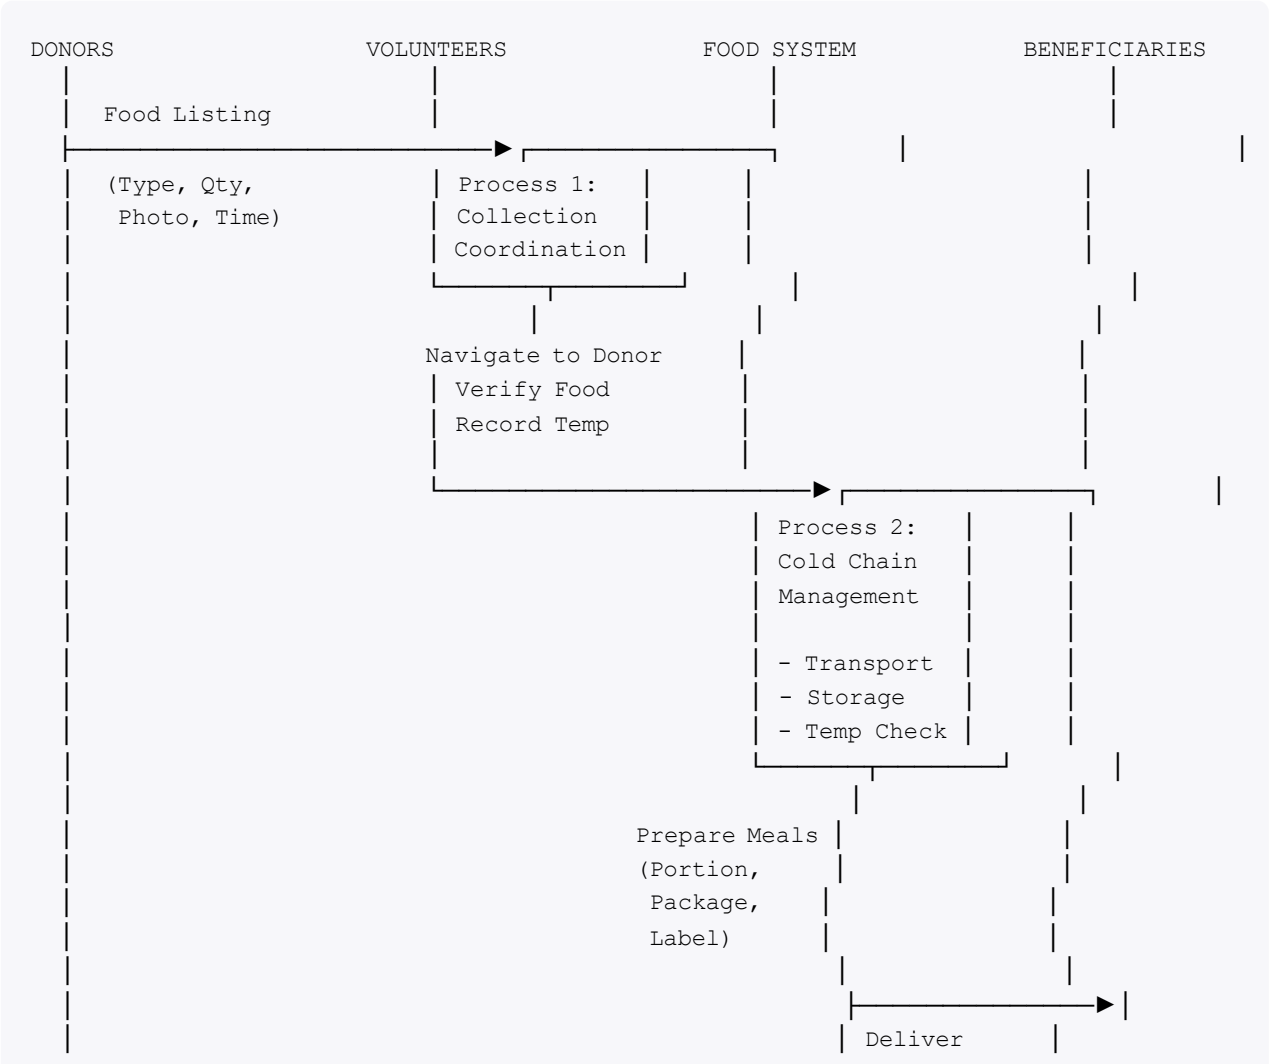 DONORS VOLUNTEERS FOOD SYSTEM BENEFICIARIES
Food Listing
(Type, Qty, Process 1:
Photo, Time) Collection
Coordination
Navigate to Donor
Verify Food
Record Temp
Process 2:
Cold Chain
Management
- Transport
- Storage
- Temp Check
Prepare Meals
(Portion,
Package,
Label)
Deliver